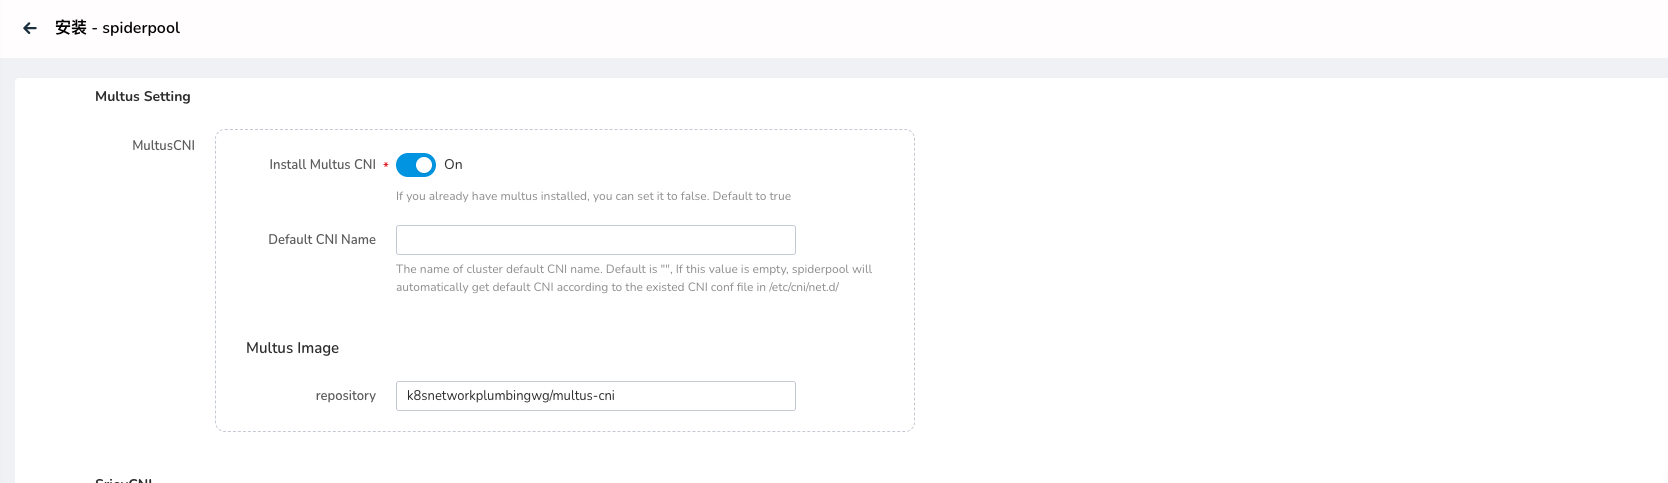 安装 - spiderpool
Multus Setting
MultusCNI
Install Multus CNI *
On
If you already have multus installed, you can set it to false. Default to true
Default CNI Name
The name of cluster default CNI name. Default is "", If this value is empty, spiderpool will
automatically get default CNI according to the existed CNI conf file in /etc/cni/net.d/
Multus Image
repository
k8snetworkplumbingwg/multus-cni
SriovCNI